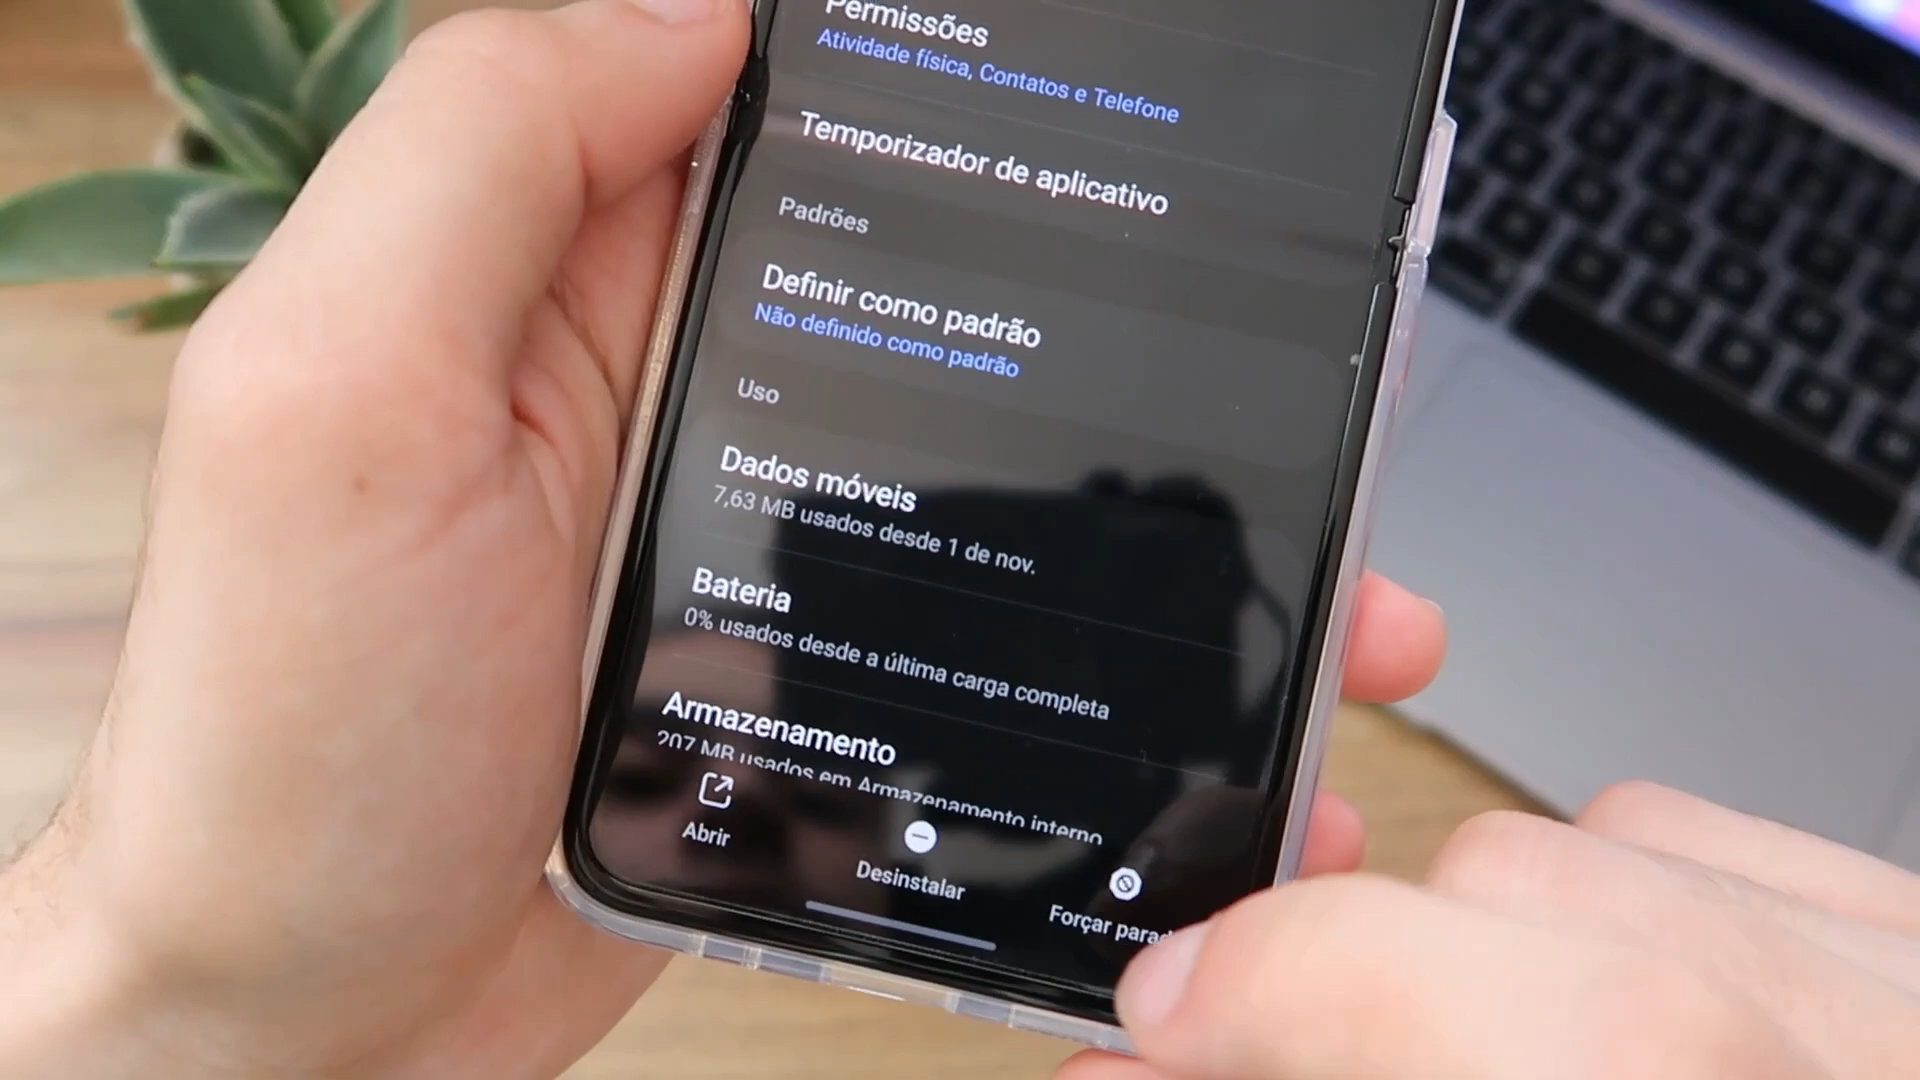 Permissões
Atividade física, Contatos e Telefone
Temporizador de aplicativo
Padrões
Definir como padrão
Não definido como padrão
Uso
Dados móveis
7,63 MB usados desde 1 de nov.
Bateria
0% usados desde a última carga completa
Armazenamento
207 MB usados em Armazenamento interno
Abrir
Desinstalar
Forçar